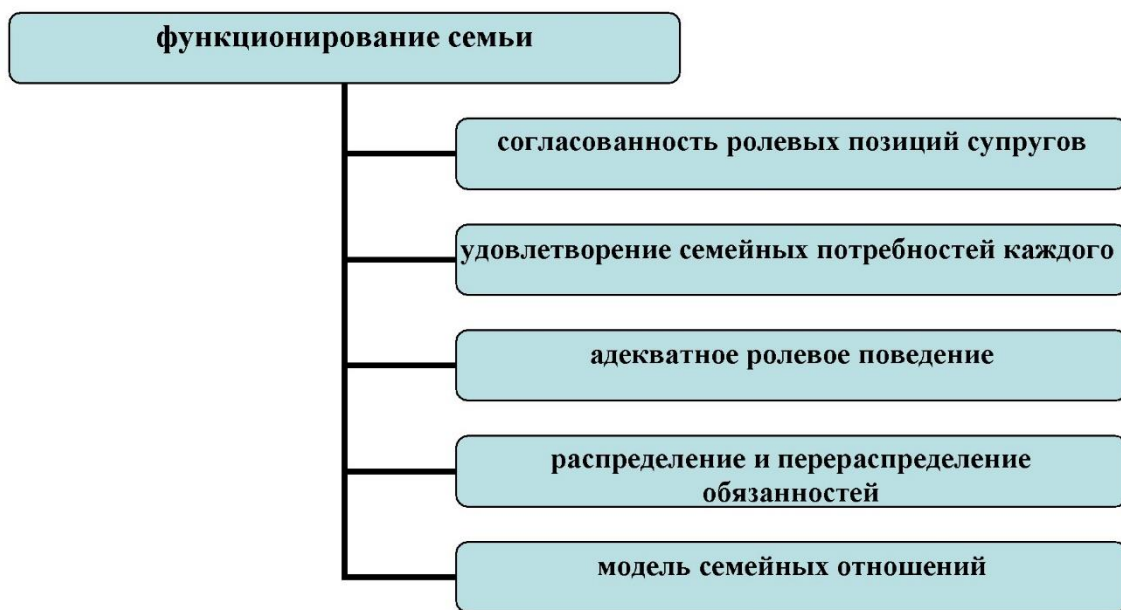 функционирование семьи
согласованность ролевых позиций супругов
удовлетворение семейных потребностей каждого
адекватное ролевое поведение
распределение и перераспределение
обязанностей
модель семейных отношений